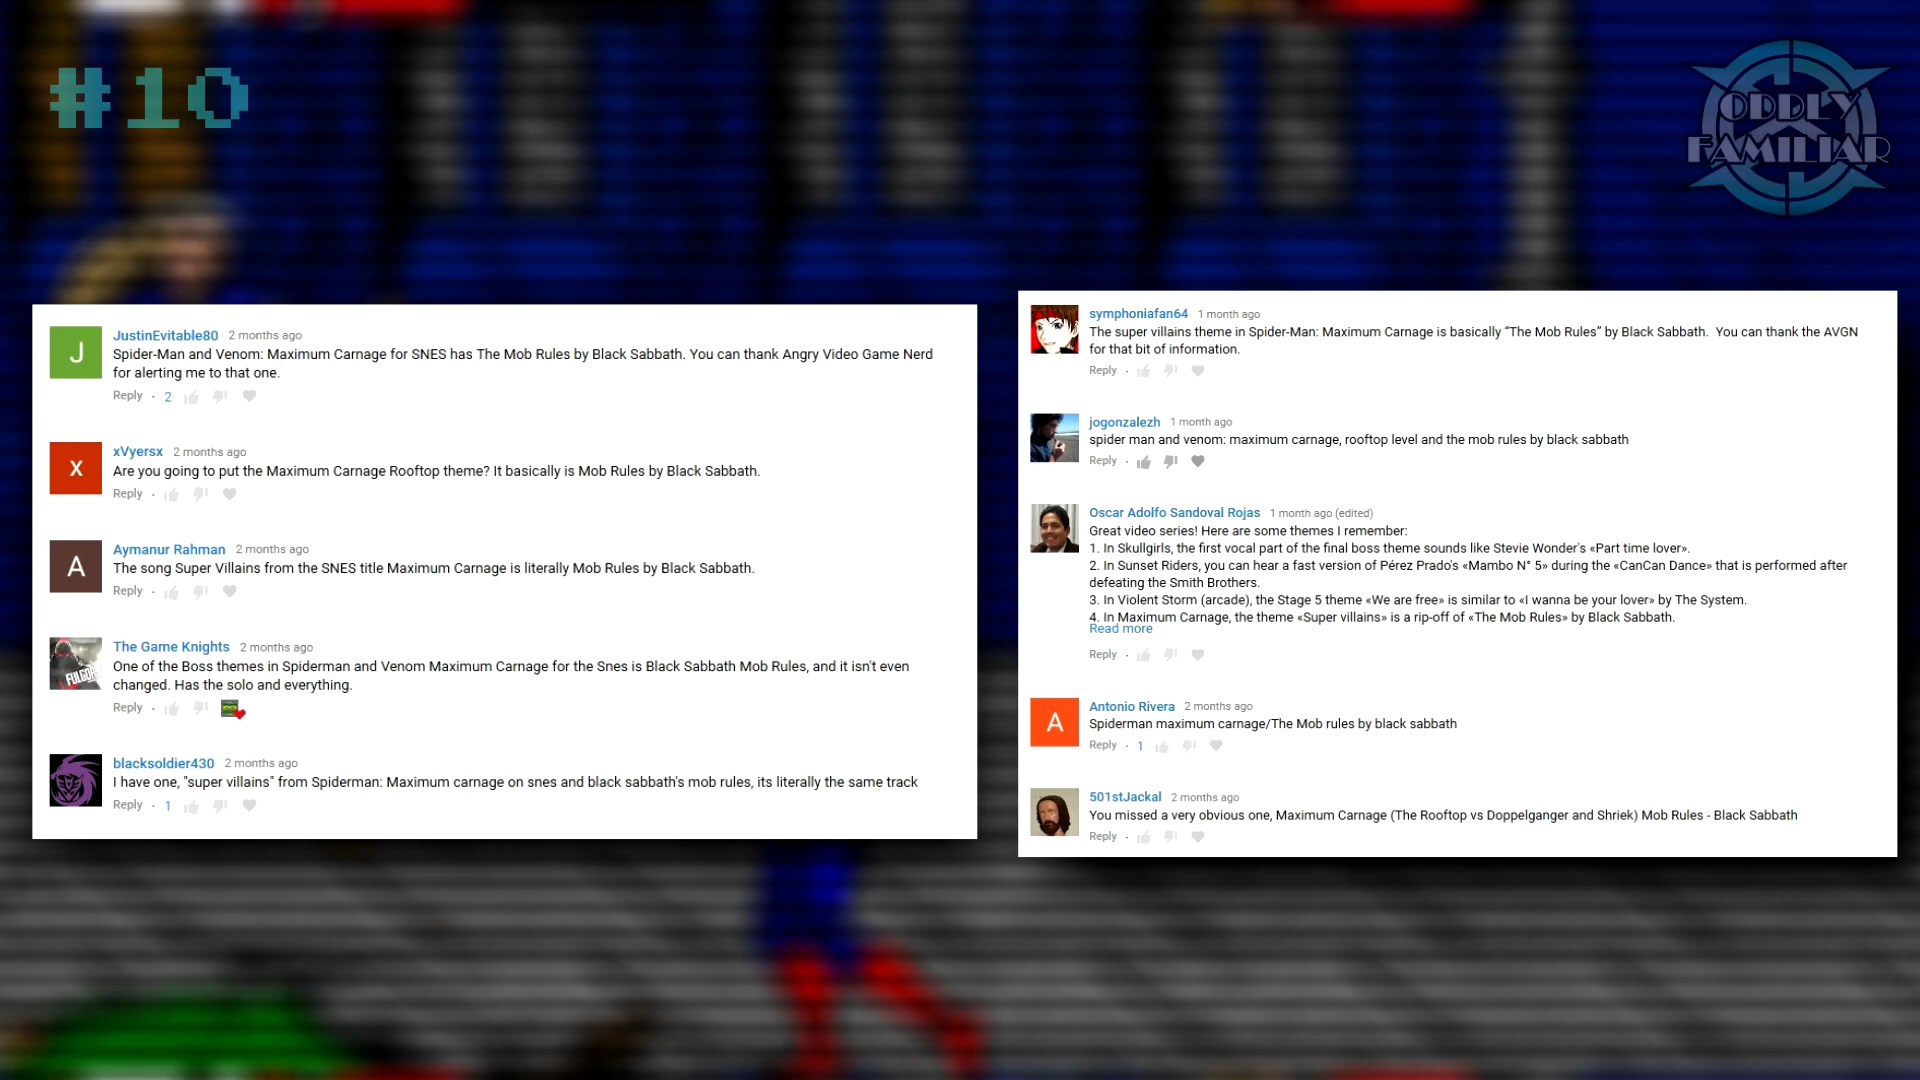 #10
ODDLY
FAMILIAR
J
JustinEvitable80 2 months ago
Spider-Man and Venom: Maximum Carnage for SNES has The Mob Rules by Black Sabbath. You can thank Angry Video Game Nerd
for alerting me to that one.
Reply · 2
X
xVyersx 2 months ago
Are you going to put the Maximum Carnage Rooftop theme? It basically is Mob Rules by Black Sabbath.
Reply ·
A
Aymanur Rahman 2 months ago
The song Super Villains from the SNES title Maximum Carnage is literally Mob Rules by Black Sabbath.
Reply ·
The Game Knights 2 months ago
One of the Boss themes in Spiderman and Venom Maximum Carnage for the Snes is Black Sabbath Mob Rules, and it isn't even
changed. Has the solo and everything.
Reply ·
blacksoldier430 2 months ago
I have one, "super villains" from Spiderman: Maximum carnage on snes and black sabbath's mob rules, its literally the same track
Reply · 1
symphoniafan64 1 month ago
The super villains theme in Spider-Man: Maximum Carnage is basically “The Mob Rules” by Black Sabbath. You can thank the AVGN
for that bit of information.
Reply ·
jogonzalezh 1 month ago
spider man and venom: maximum carnage, rooftop level and the mob rules by black sabbath
Reply ·
Oscar Adolfo Sandoval Rojas 1 month ago (edited)
Great video series! Here are some themes I remember:
1. In Skullgirls, the first vocal part of the final boss theme sounds like Stevie Wonder's «Part time lover».
2. In Sunset Riders, you can hear a fast version of Pérez Prado's «Mambo N° 5» during the «CanCan Dance» that is performed after
defeating the Smith Brothers.
3. In Violent Storm (arcade), the Stage 5 theme «We are free» is similar to «I wanna be your lover» by The System.
4. In Maximum Carnage, the theme «Super villains» is a rip-off of «The Mob Rules» by Black Sabbath.
Read more
Reply ·
A
Antonio Rivera 2 months ago
Spiderman maximum carnage/The Mob rules by black sabbath
Reply · 1
501stJackal 2 months ago
You missed a very obvious one, Maximum Carnage (The Rooftop vs Doppelganger and Shriek) Mob Rules - Black Sabbath
Reply ·